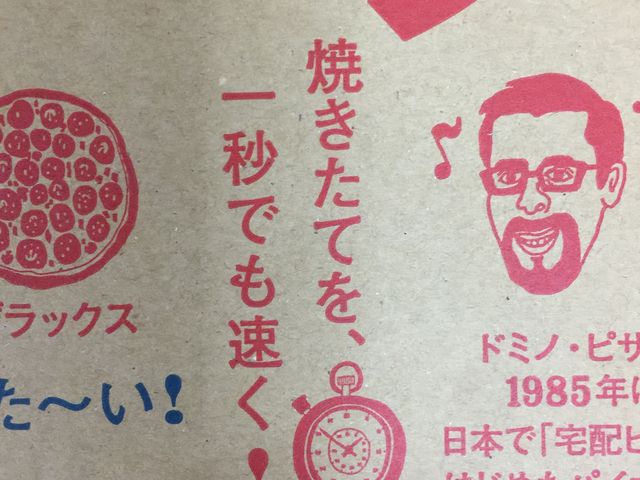 焼きたてを、
一秒でも速く!
ラックス
た〜い!
ドミノ・ピザ
1985年に
日本で「宅配ピ